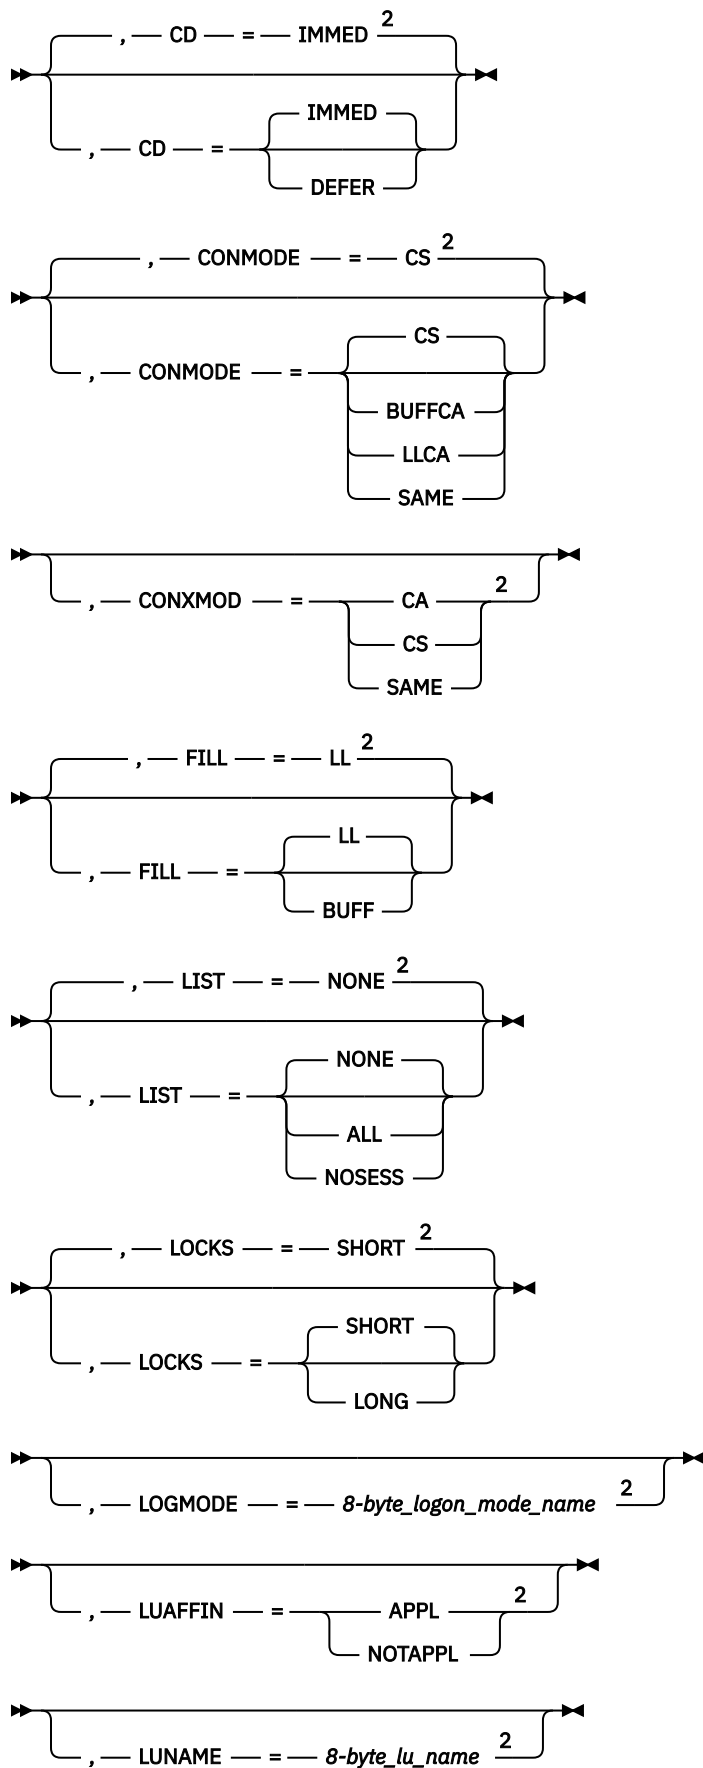 , CD = IMMED 2
IMMED
, CD =
DEFER
, CONMODE = CS 2
CS
, CONMODE =
BUFFCA
LLCA
SAME
, CONXMOD = CA 2
CS
SAME
, FILL = LL 2
LL
, FILL =
BUFF
, LIST = NONE 2
NONE
, LIST =
ALL
NOSESS
, LOCKS = SHORT 2
SHORT
, LOCKS =
LONG
, LOGMODE = 8-byte_logon_mode_name 2
, LUAFFIN = APPL 2
NOTAPPL
, LUNAME = 8-byte_lu_name 2